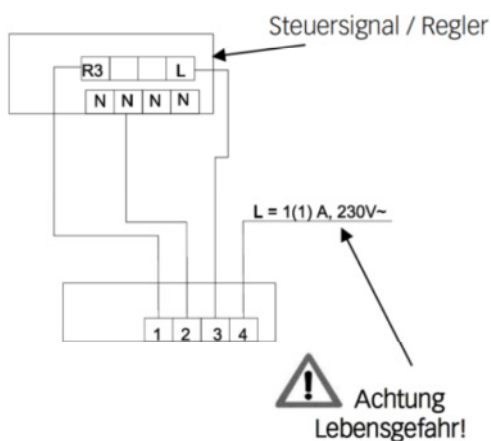 Steuersignal / Regler
R3 L
N N N N
L = 1(1) A, 230V~
1 2 3 4
! Achtung
Lebensgefahr!